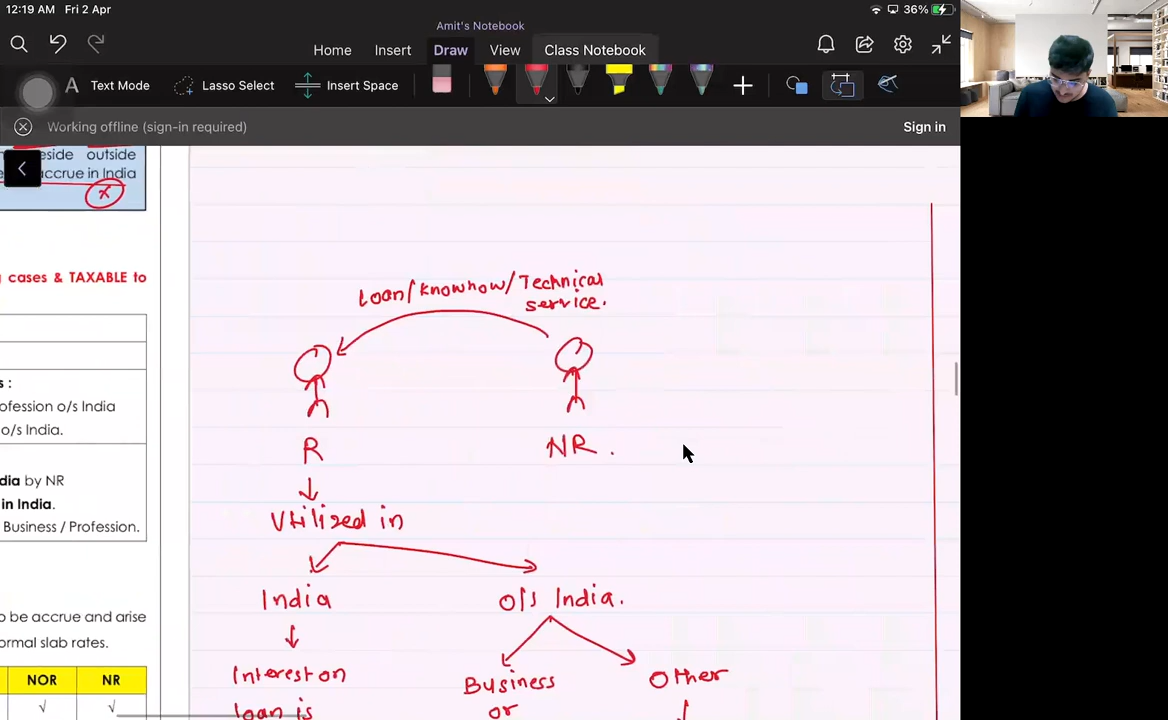 12:19 AM Fri 2 Apr
36%
Amit's Notebook
Home Insert Draw View Class Notebook
A Text Mode Lasso Select Insert Space
Working offline (sign-in required) Sign in
eside outside
accrue in India
g cases & TAXABLE to
s :
ofession o/s India
o/s India.
dia by NR
in India.
Business / Profession.
o be accrue and arise
ormal slab rates.
NOR NR
√ √
Loan/knowhow/Technical
service.
R NR.
Utilized in
India O/s India.
Interest on Business Other
loan is or